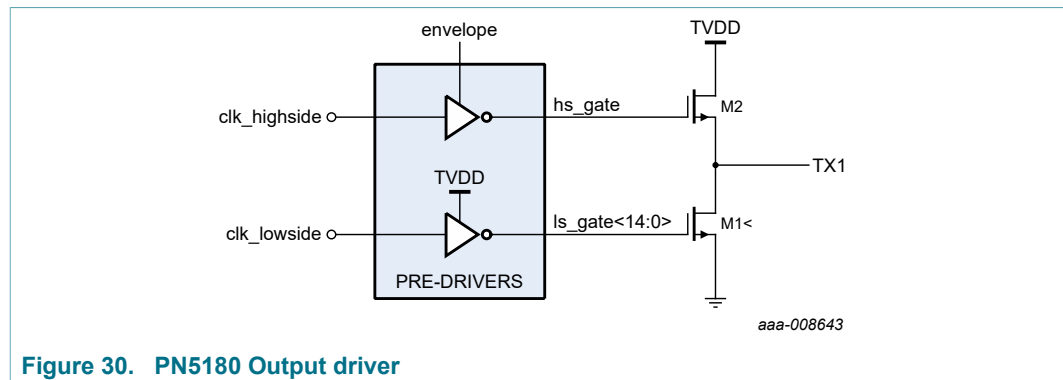 envelope
TVDD
clk_highside
hs_gate
M2
TX1
TVDD
clk_lowside
ls_gate<14:0>
M1<
PRE-DRIVERS
aaa-008643
Figure 30. PN5180 Output driver